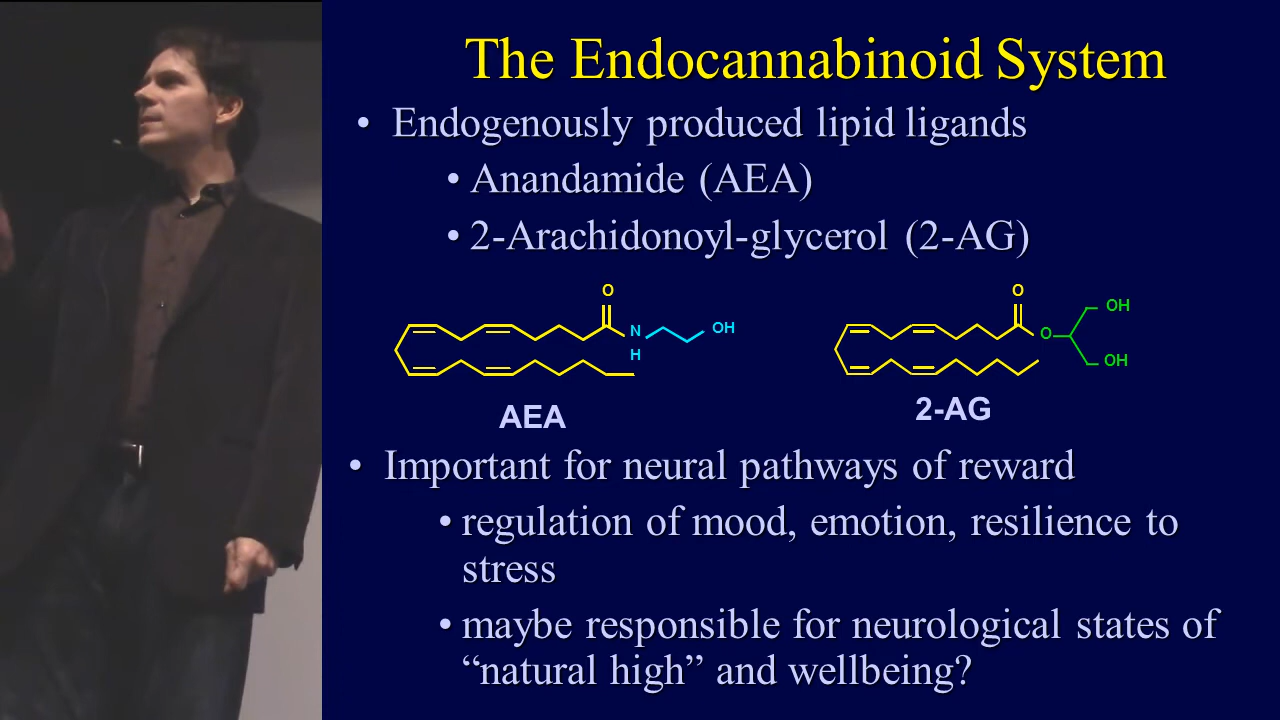 The Endocannabinoid System
• Endogenously produced lipid ligands
• Anandamide (AEA)
• 2-Arachidonoyl-glycerol (2-AG)
O
N
H
OH
AEA
O
O
OH
OH
2-AG
• Important for neural pathways of reward
• regulation of mood, emotion, resilience to
stress
• maybe responsible for neurological states of
“natural high” and wellbeing?